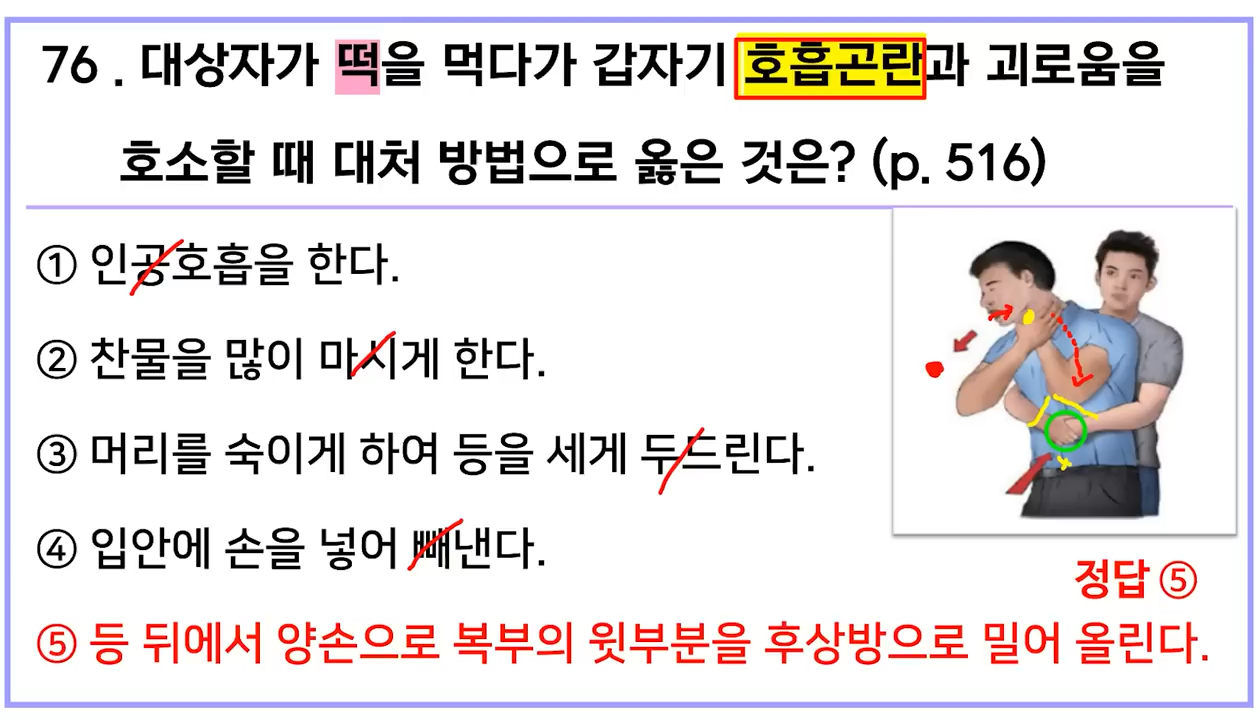 76 . 대상자가 떡을 먹다가 갑자기 호흡곤란과 괴로움을
호소할 때 대처 방법으로 옳은 것은? (p. 516)
① 인공호흡을 한다.
② 찬물을 많이 마시게 한다.
③ 머리를 숙이게 하여 등을 세게 두드린다.
④ 입안에 손을 넣어 빼낸다.
정답 ⑤
⑤ 등 뒤에서 양손으로 복부의 윗부분을 후상방으로 밀어 올린다.